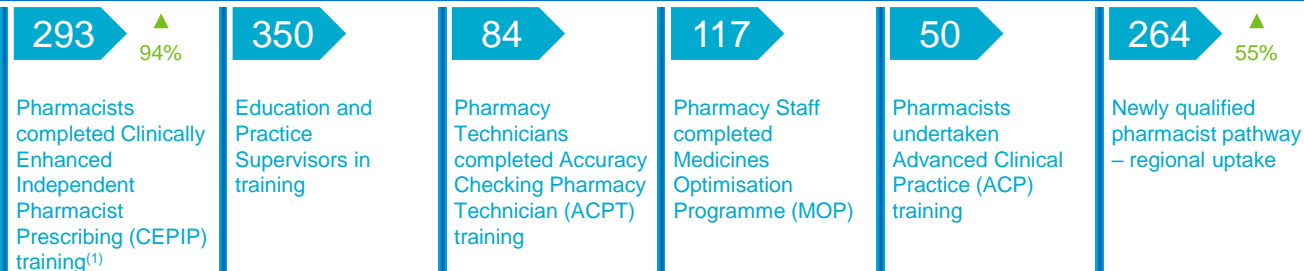 293
▲
94%
Pharmacists
completed Clinically
Enhanced
Independent
Pharmacist
Prescribing (CEPIP)
training(1)
350
Education and
Practice
Supervisors in
training
84
Pharmacy
Technicians
completed Accuracy
Checking Pharmacy
Technician (ACPT)
training
117
Pharmacy Staff
completed
Medicines
Optimisation
Programme (MOP)
50
Pharmacists
undertaken
Advanced Clinical
Practice (ACP)
training
264
▲
55%
Newly qualified
pharmacist pathway
– regional uptake